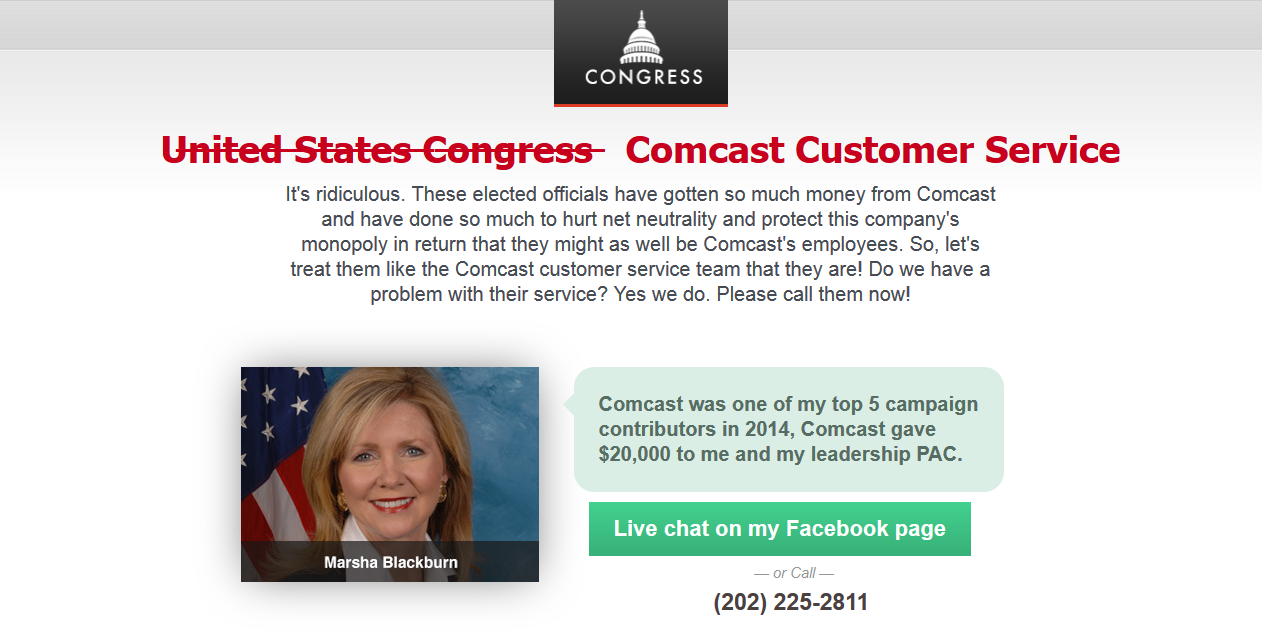 CONGRESS
United States Congress Comcast Customer Service
It's ridiculous. These elected officials have gotten so much money from Comcast
and have done so much to hurt net neutrality and protect this company's
monopoly in return that they might as well be Comcast's employees. So, let's
treat them like the Comcast customer service team that they are! Do we have a
problem with their service? Yes we do. Please call them now!
Comcast was one of my top 5 campaign
contributors in 2014, Comcast gave
$20,000 to me and my leadership PAC.
Live chat on my Facebook page
Marsha Blackburn
— or Call —
(202) 225-2811